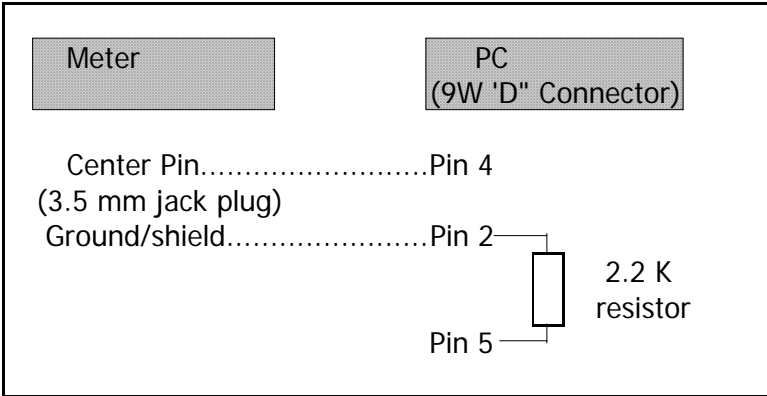 Meter
PC
(9W 'D" Connector)
Center Pin..........................Pin 4
(3.5 mm jack plug)
Ground/shield.......................Pin 2
2.2 K
resistor
Pin 5